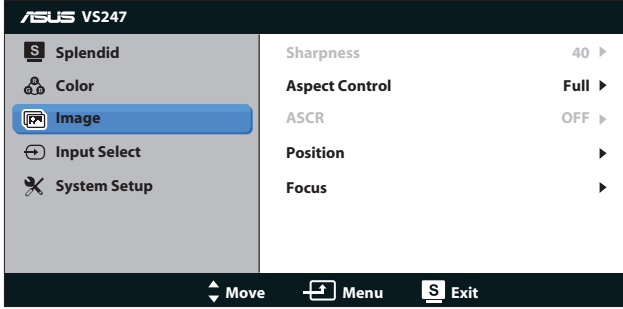 ASUS VS247
S Splendid
R G B Color
Image
Input Select
System Setup
Sharpness 40
Aspect Control Full
ASCR OFF
Position
Focus
Move Menu S Exit